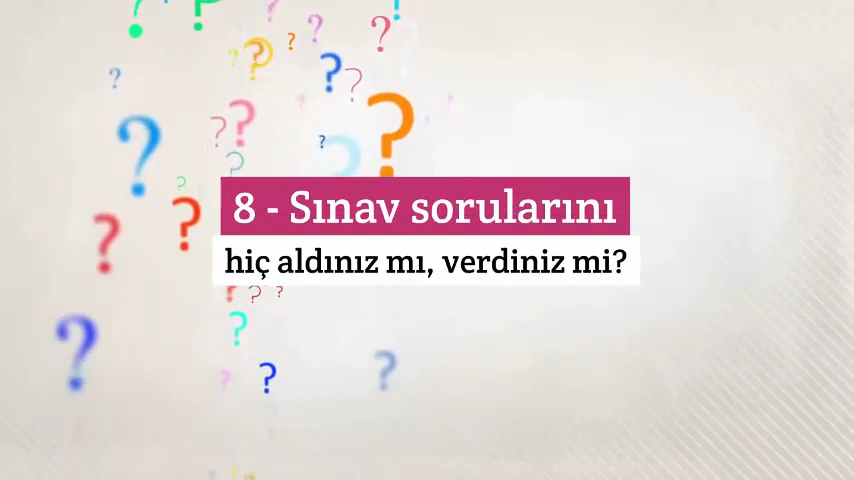 8 - Sınav sorularını
hiç aldınız mı, verdiniz mi?